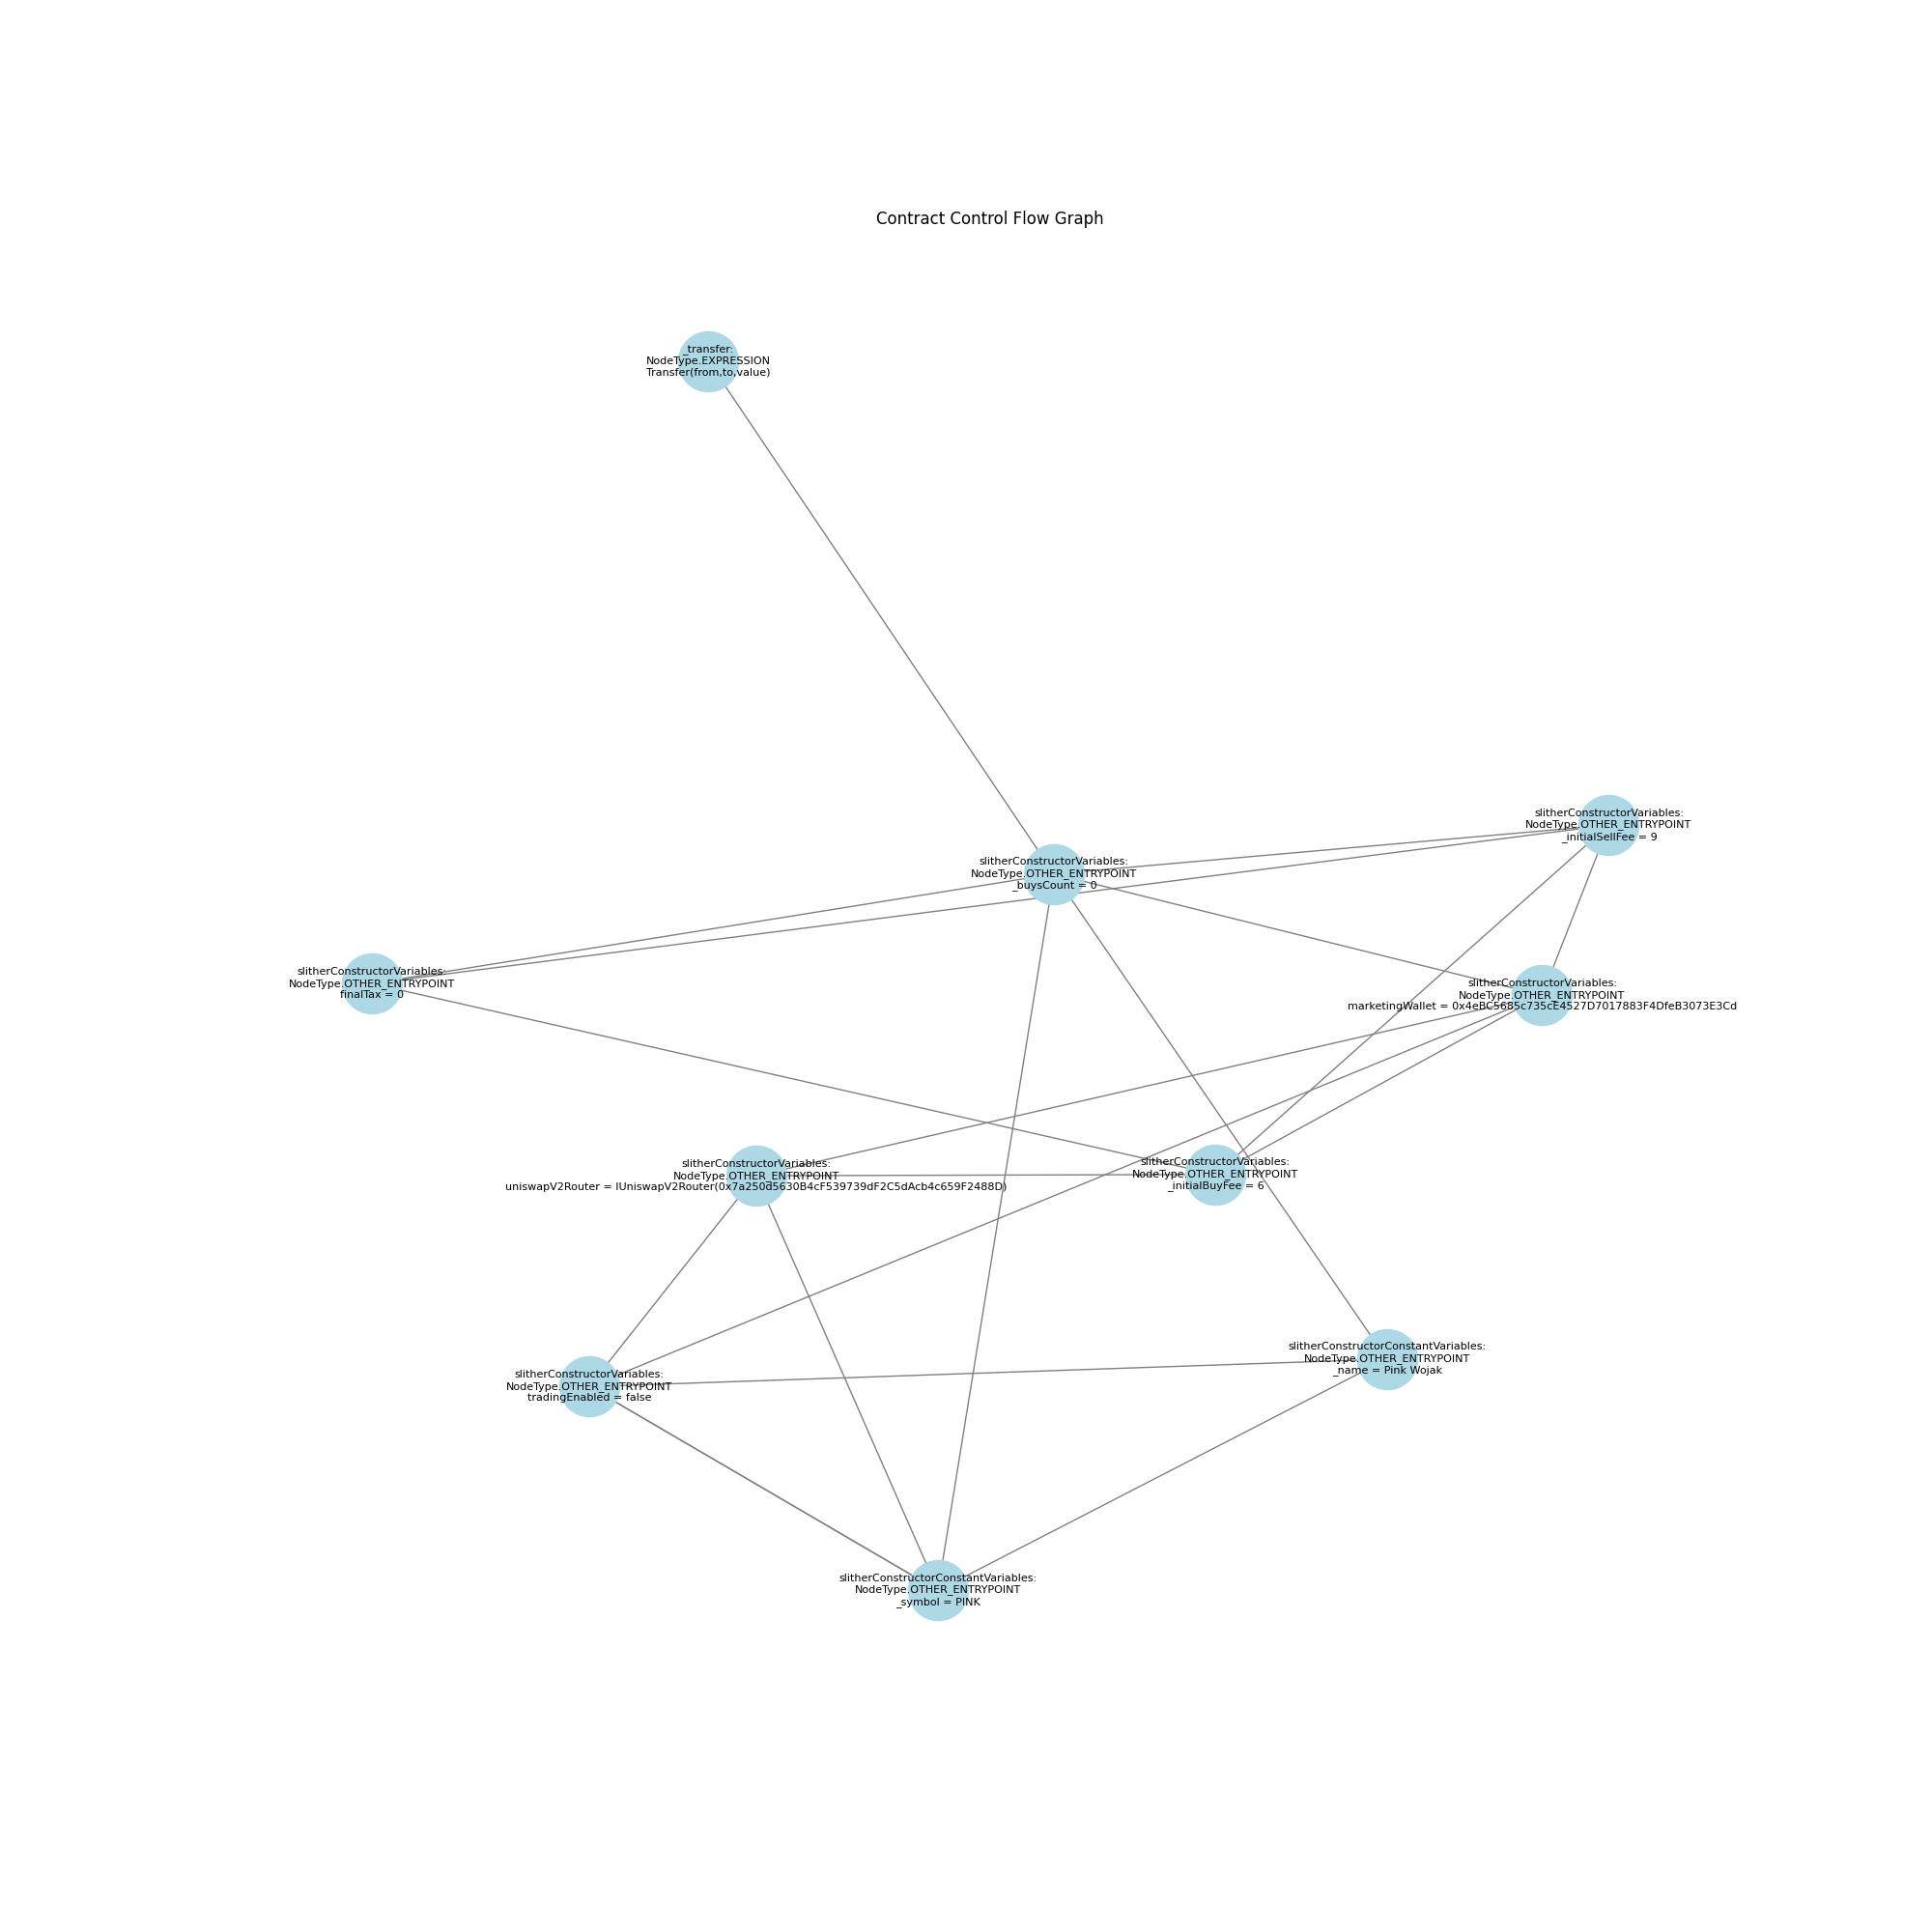 Contract Control Flow Graph
_transfer:
NodeType.EXPRESSION
Transfer(from,to,value)
slitherConstructorVariables:
NodeType.OTHER_ENTRYPOINT
_initialSellFee = 9
slitherConstructorVariables:
NodeType.OTHER_ENTRYPOINT
_buysCount = 0
slitherConstructorVariables:
NodeType.OTHER_ENTRYPOINT
finalTax = 0
slitherConstructorVariables:
NodeType.OTHER_ENTRYPOINT
marketingWallet = 0x4eBC5685c735cE4527D7017883F4DfeB3073E3Cd
slitherConstructorVariables:
NodeType.OTHER_ENTRYPOINT
uniswapV2Router = IUniswapV2Router(0x7a250d5630B4cF539739dF2C5dAcb4c659F2488D)
slitherConstructorVariables:
NodeType.OTHER_ENTRYPOINT
_initialBuyFee = 6
slitherConstructorConstantVariables:
NodeType.OTHER_ENTRYPOINT
_name = Pink Wojak
slitherConstructorVariables:
NodeType.OTHER_ENTRYPOINT
tradingEnabled = false
slitherConstructorConstantVariables:
NodeType.OTHER_ENTRYPOINT
_symbol = PINK